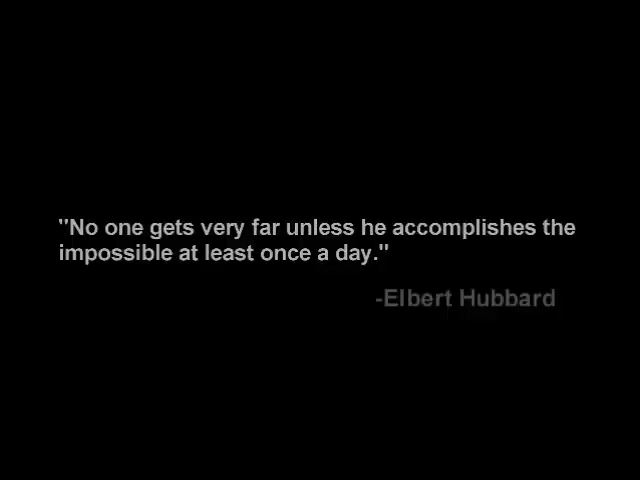 "No one gets very far unless he accomplishes the
impossible at least once a day."
-Elbert Hubbard